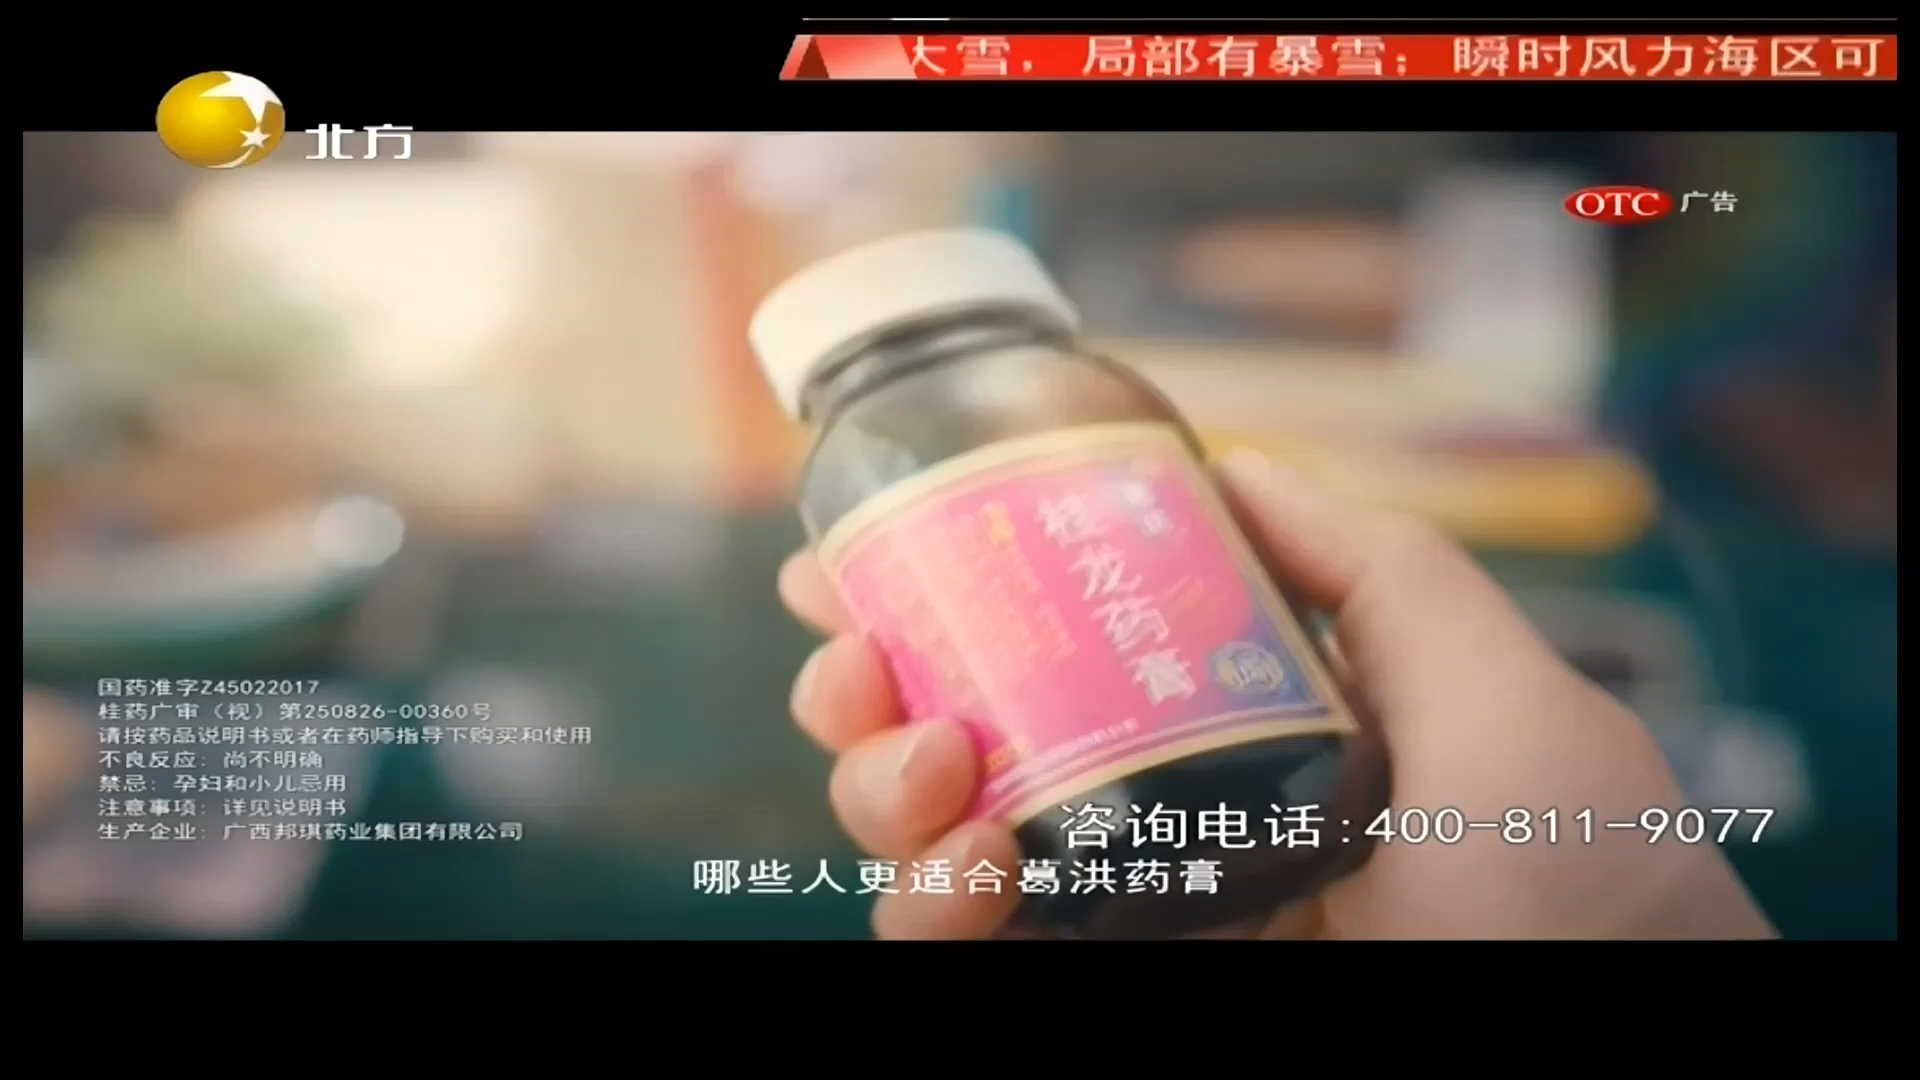 大雪，局部有暴雪；瞬时风力海区可
北方
OTC 广告
桂龙药膏
国药准字Z45022017
桂药广审（视）第250826-00360号
请按药品说明书或者在药师指导下购买和使用
不良反应：尚不明确
禁忌：孕妇和小儿忌用
注意事项：详见说明书
生产企业：广西邦琪药业集团有限公司
咨询电话:400-811-9077
哪些人更适合葛洪药膏